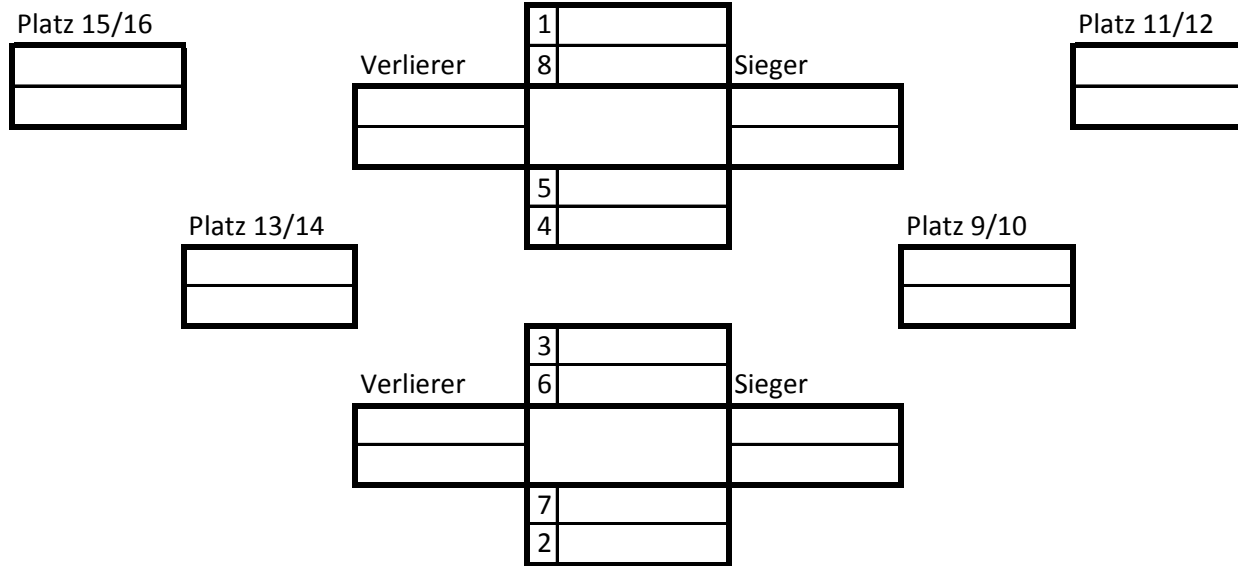 Platz 15/16
1
Platz 11/12
Verlierer
8
Sieger
5
Platz 13/14
4
Platz 9/10
3
Verlierer
6
Sieger
7
2